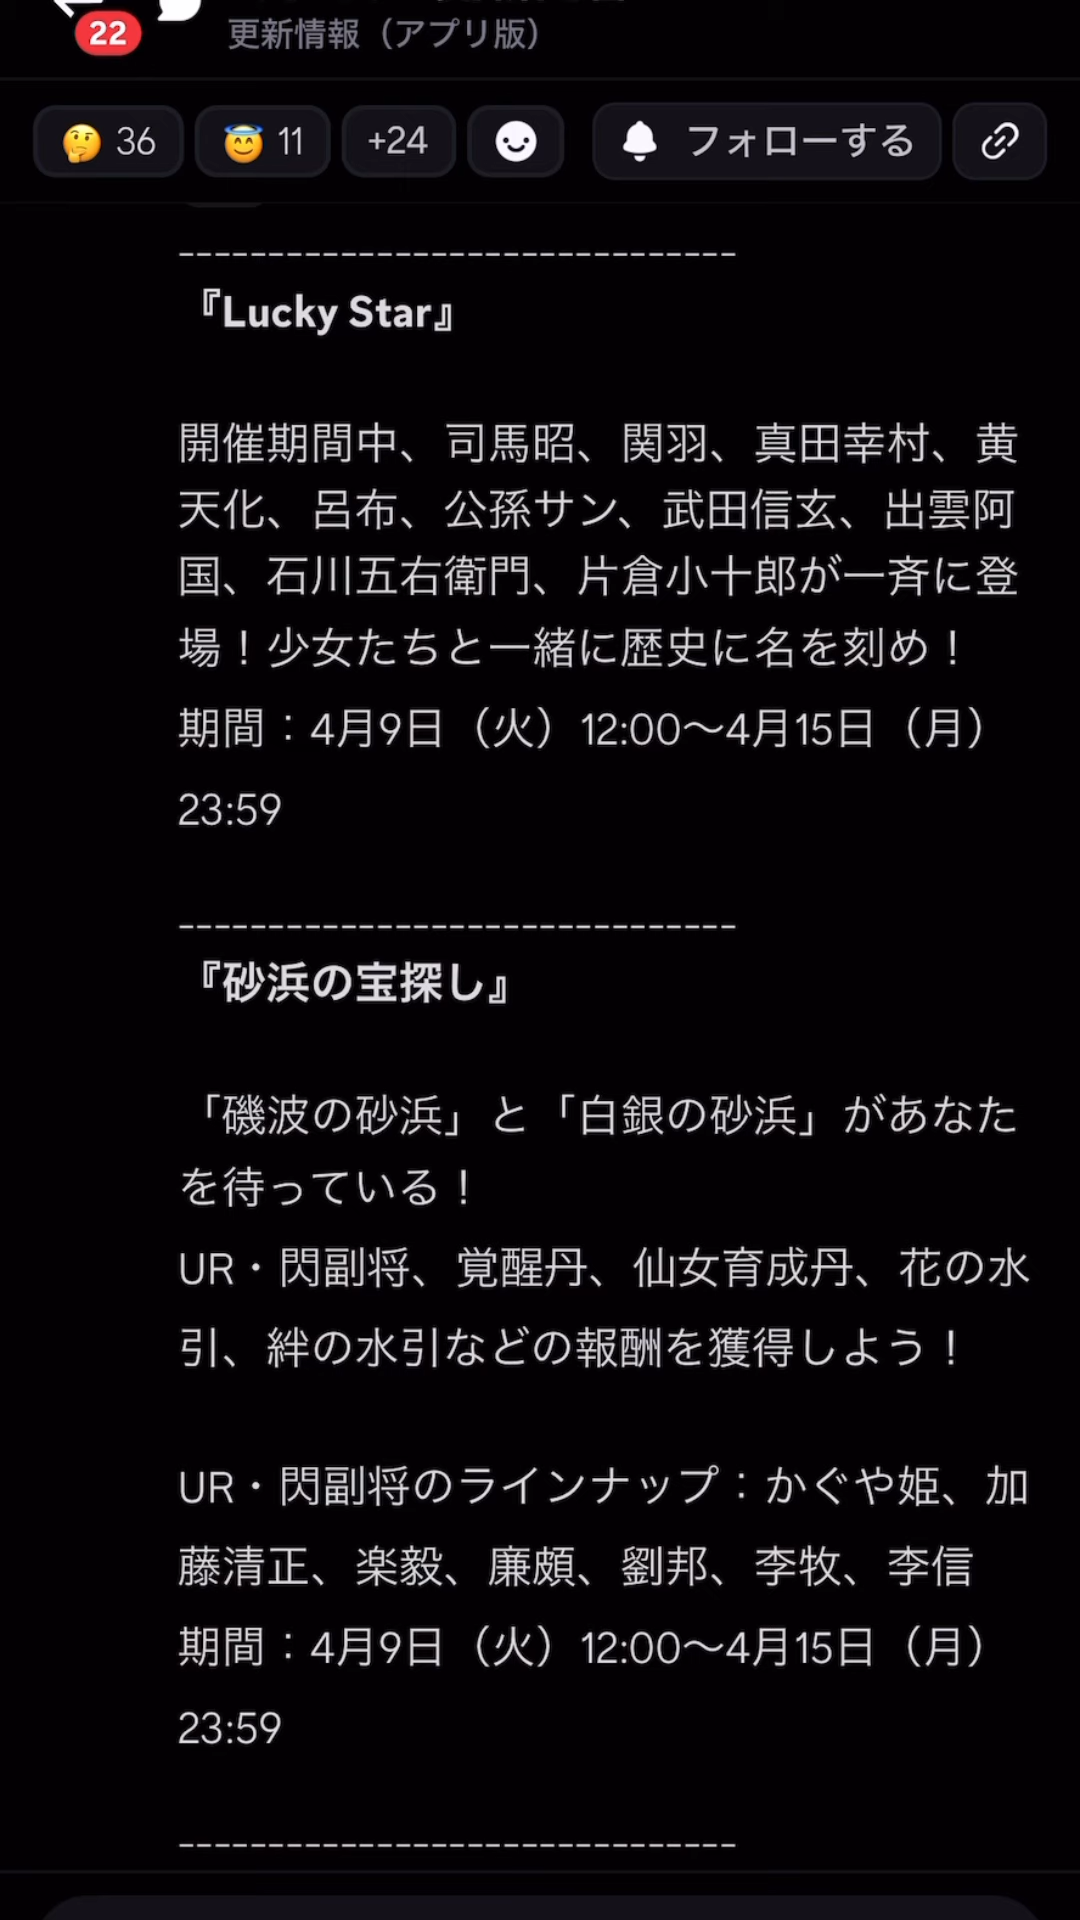 22
更新情報（アプリ版）
36
11
+24
フォローする
-------------------------------
『Lucky Star』
開催期間中、司馬昭、関羽、真田幸村、黄
天化、呂布、公孫サン、武田信玄、出雲阿
国、石川五右衛門、片倉小十郎が一斉に登
場！少女たちと一緒に歴史に名を刻め！
期間：4月9日（火）12:00〜4月15日（月）
23:59
-------------------------------
『砂浜の宝探し』
「磯波の砂浜」と「白銀の砂浜」があなた
を待っている！
UR・閃副将、覚醒丹、仙女育成丹、花の水
引、絆の水引などの報酬を獲得しよう！
UR・閃副将のラインナップ：かぐや姫、加
藤清正、楽毅、廉頗、劉邦、李牧、李信
期間：4月9日（火）12:00〜4月15日（月）
23:59
-------------------------------